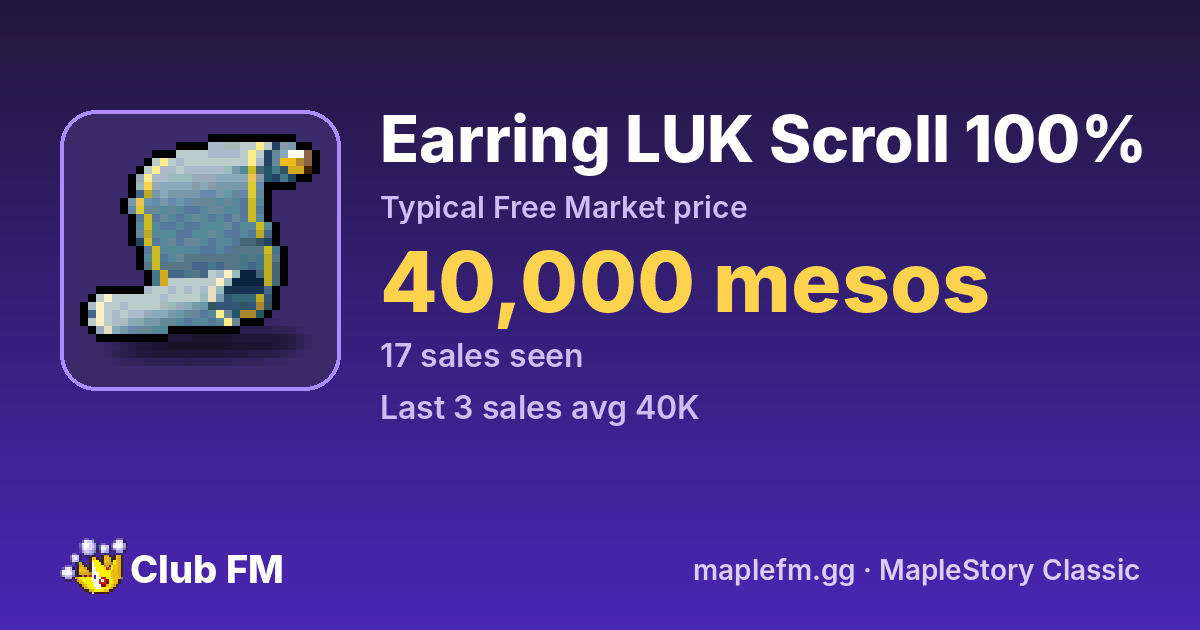 Earring LUK Scroll 100%
Typical Free Market price
40,000 mesos
17 sales seen
Last 3 sales avg 40K
Club FM
maplefm.gg · MapleStory Classic